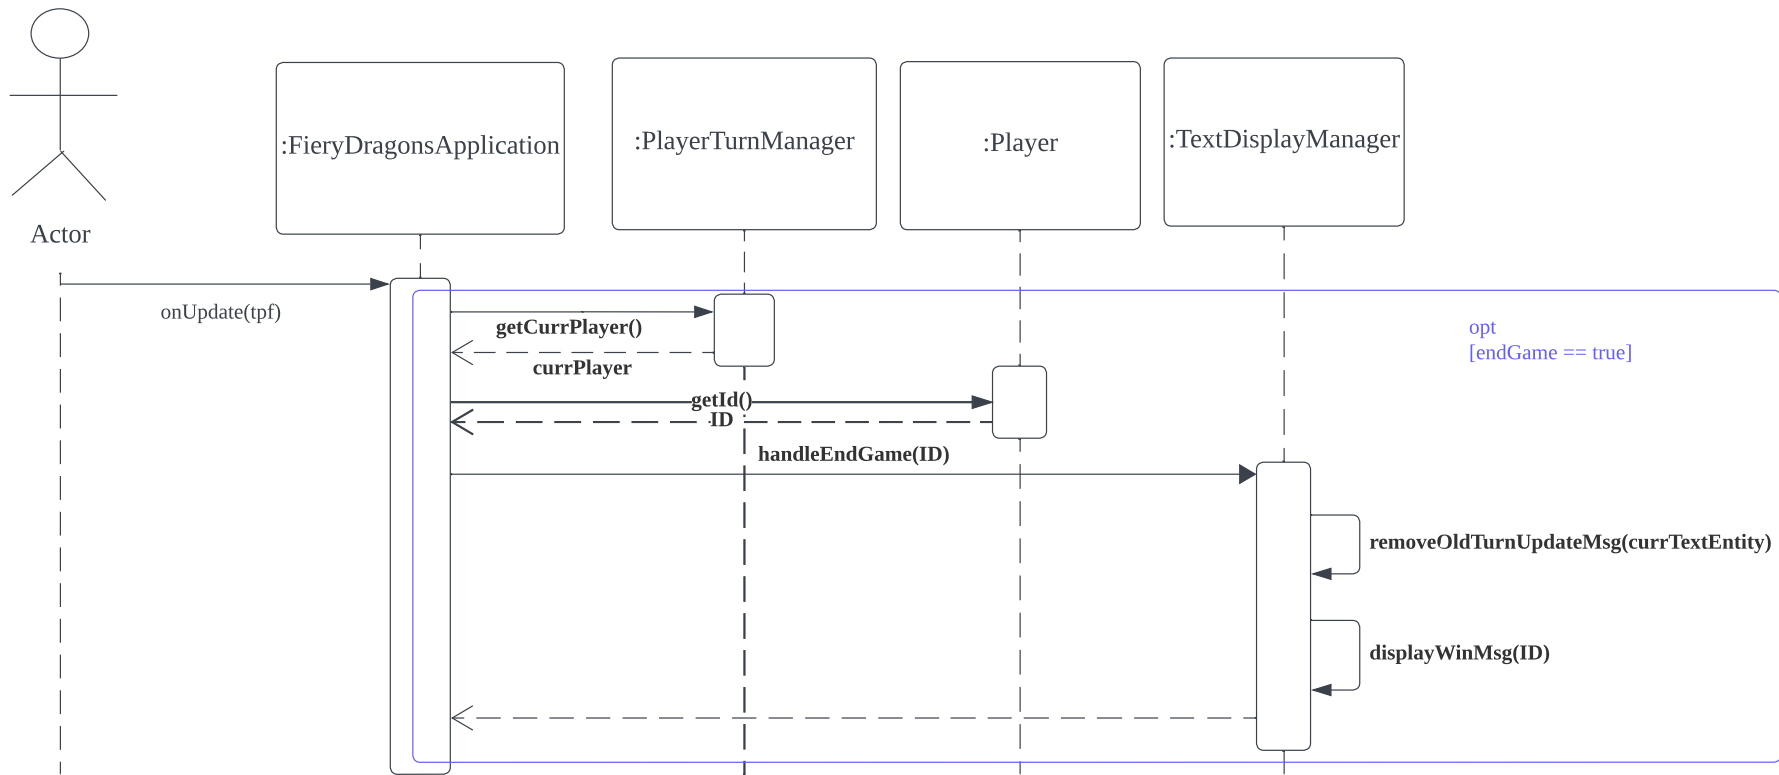 :FieryDragonsApplication
:PlayerTurnManager
:Player
:TextDisplayManager
Actor
onUpdate(tpf)
getCurrPlayer()
opt
[endGame == true]
currPlayer
getId()
ID
handleEndGame(ID)
removeOldTurnUpdateMsg(currTextEntity)
displayWinMsg(ID)